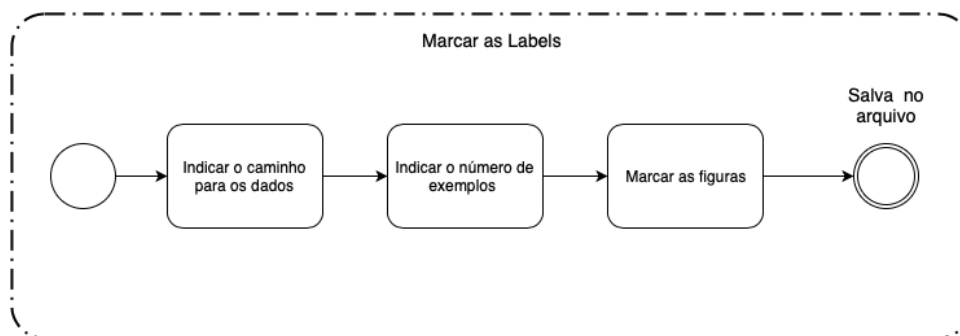 Marcar as Labels
Salva no
arquivo
Indicar o caminho
para os dados
Indicar o número de
exemplos
Marcar as figuras